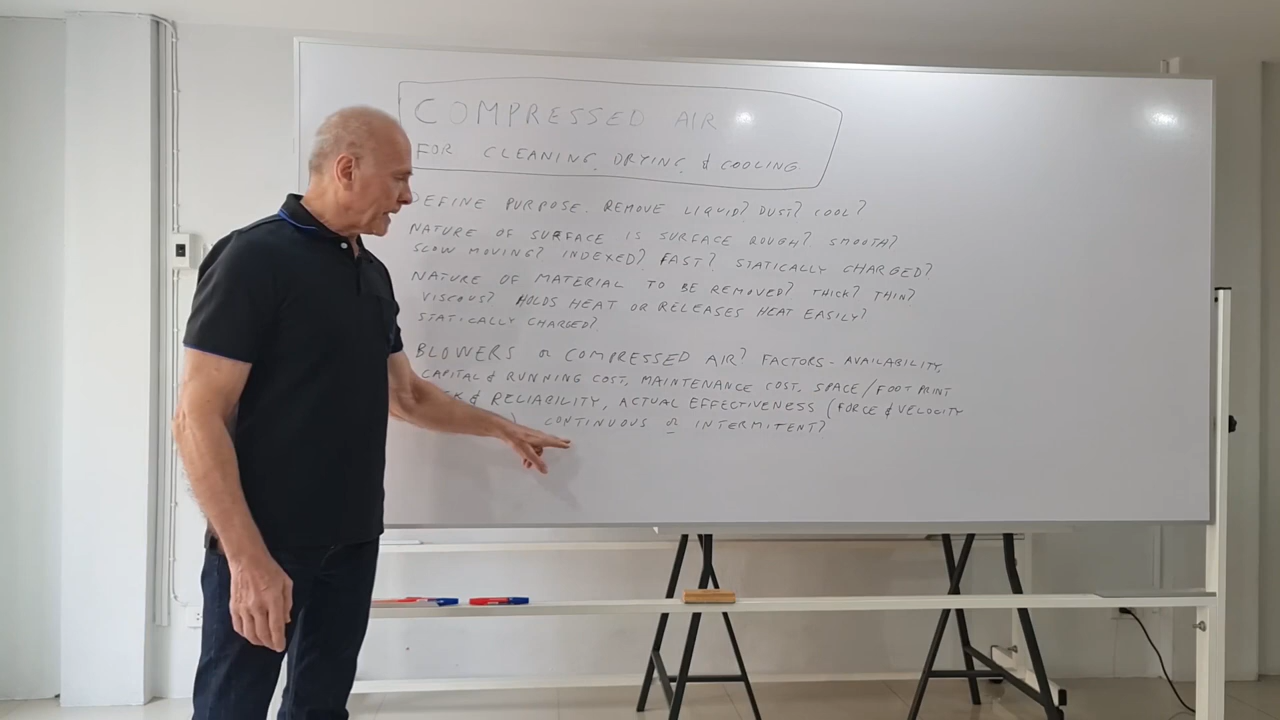 COMPRESSED AIR
FOR CLEANING, DRYING, & COOLING
DEFINE PURPOSE. REMOVE LIQUID? DUST? COOL?
NATURE OF SURFACE IS SURFACE ROUGH? SMOOTH?
SLOW MOVING? INDEXED? FAST? STATICALLY CHARGED?
NATURE OF MATERIAL TO BE REMOVED? THICK? THIN?
VISCOUS? HOLDS HEAT OR RELEASES HEAT EASILY?
STATICALLY CHARGED?
BLOWERS OR COMPRESSED AIR? FACTORS - AVAILABILITY,
CAPITAL & RUNNING COST, MAINTENANCE COST, SPACE/FOOT PRINT
& RELIABILITY, ACTUAL EFFECTIVENESS (FORCE & VELOCITY
CONTINUOUS OR INTERMITENT?